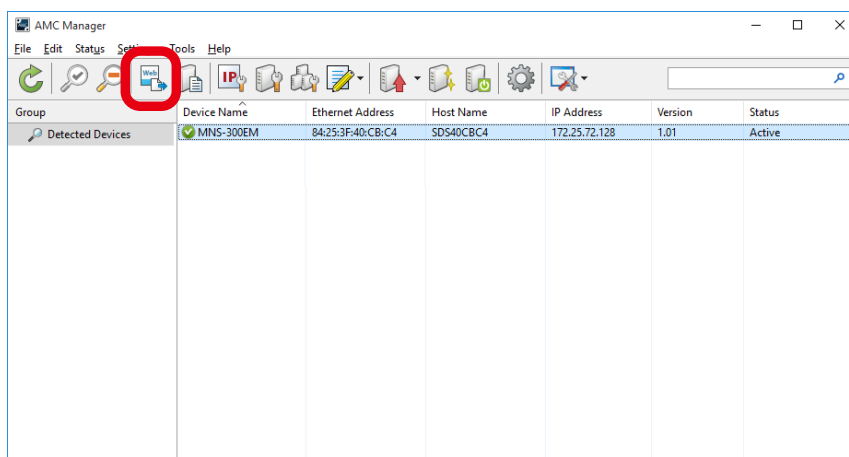 AMC Manager
File Edit Status Settings Tools Help
Web IP
Group Device Name Ethernet Address Host Name IP Address Version Status
Detected Devices MNS-300EM 84:25:3F:40:CB:C4 SDS40CBC4 172.25.72.128 1.01 Active